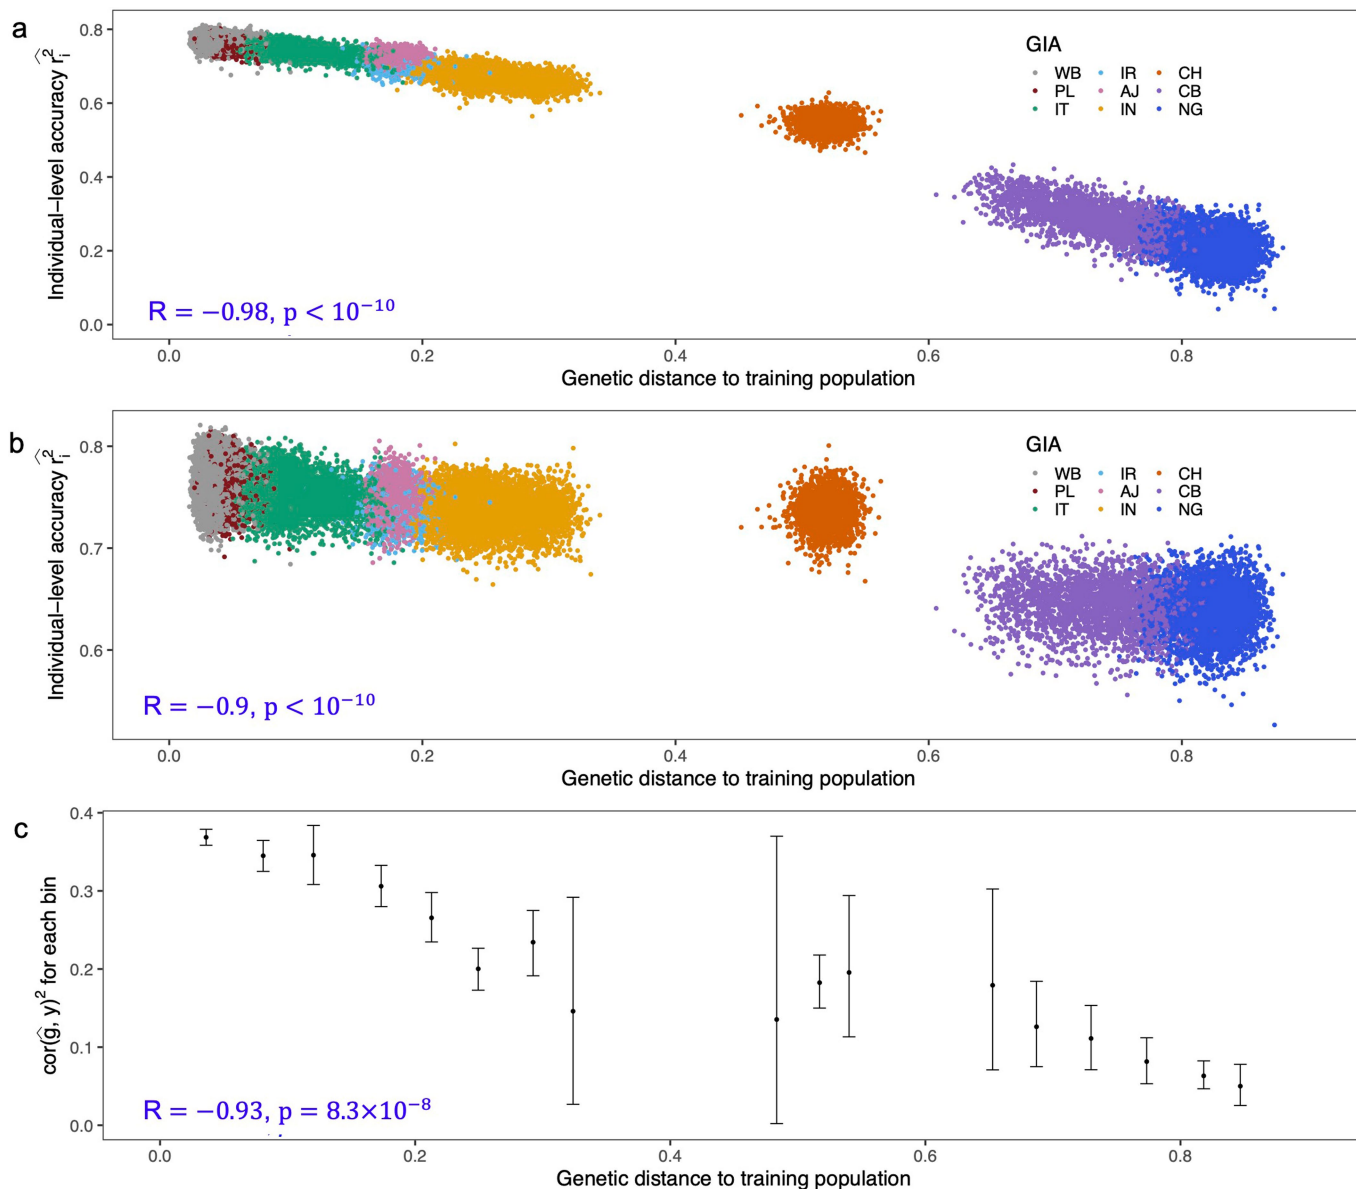 a
Individual-level accuracy r̂ᵢ²
0.8
0.6
0.4
0.2
0.0
GIA
WB IR CH
PL AJ CB
IT IN NG
R = −0.98, p < 10⁻¹⁰
0.0 0.2 0.4 0.6 0.8
Genetic distance to training population
b
Individual-level accuracy r̂ᵢ²
0.8
0.7
0.6
GIA
WB IR CH
PL AJ CB
IT IN NG
R = −0.9, p < 10⁻¹⁰
0.0 0.2 0.4 0.6 0.8
Genetic distance to training population
c
cor(ĝ, y)² for each bin
0.4
0.3
0.2
0.1
0.0
R = −0.93, p = 8.3×10⁻⁸
0.0 0.2 0.4 0.6 0.8
Genetic distance to training population